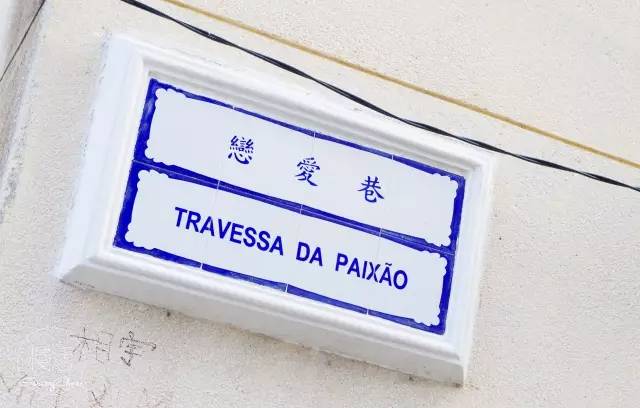 戀愛巷
TRAVESSA DA PAIXÃO